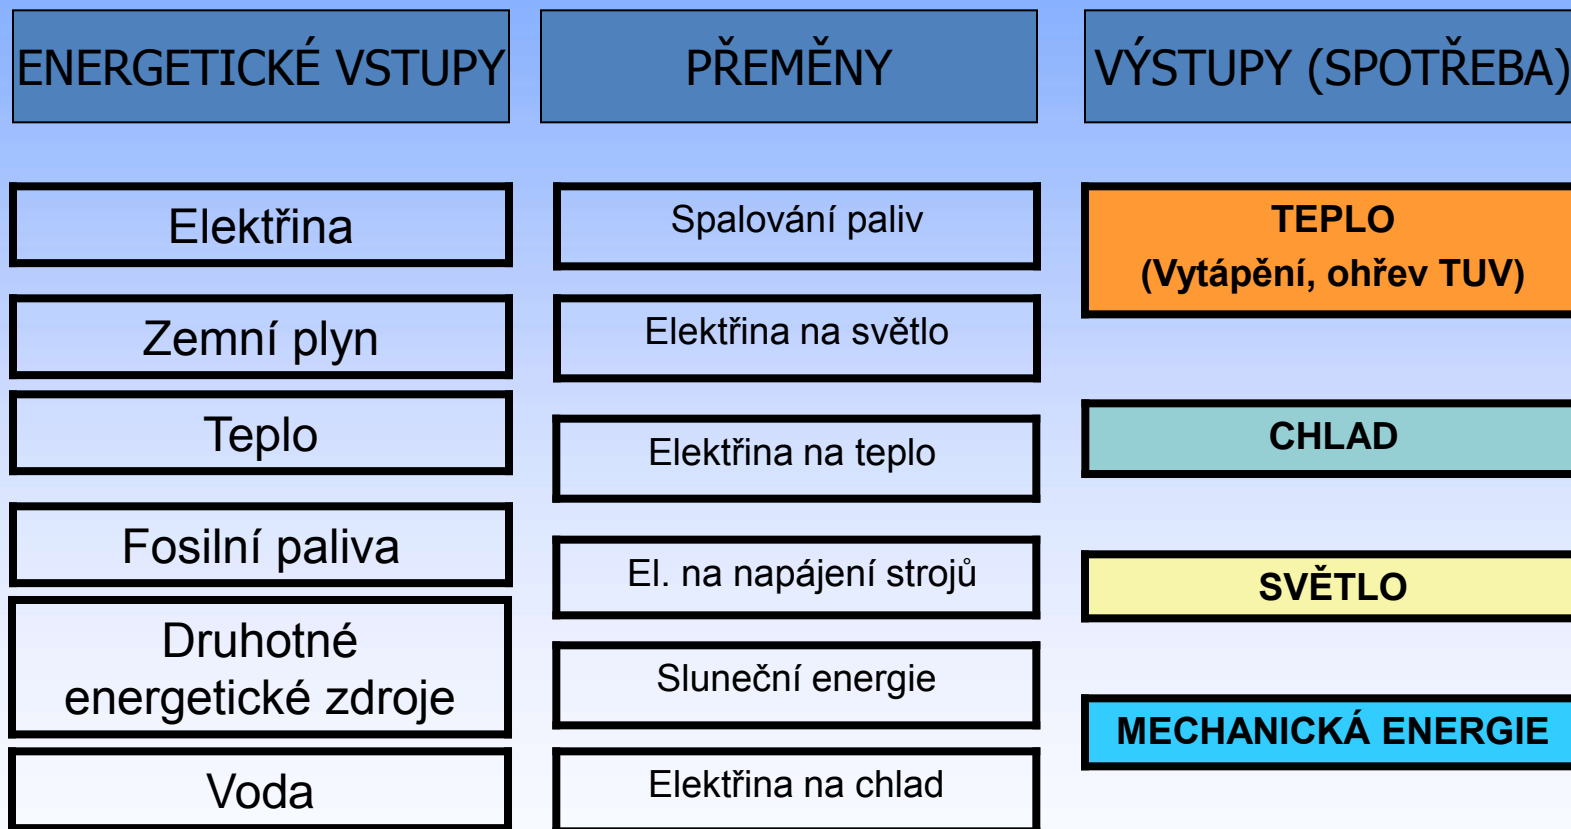 ENERGETICKÉ VSTUPY
PŘEMĚNY
VÝSTUPY (SPOTŘEBA)
Elektřina
Zemní plyn
Teplo
Fosilní paliva
Druhotné
energetické zdroje
Voda
Spalování paliv
Elektřina na světlo
Elektřina na teplo
El. na napájení strojů
Sluneční energie
Elektřina na chlad
TEPLO
(Vytápění, ohřev TUV)
CHLAD
SVĚTLO
MECHANICKÁ ENERGIE